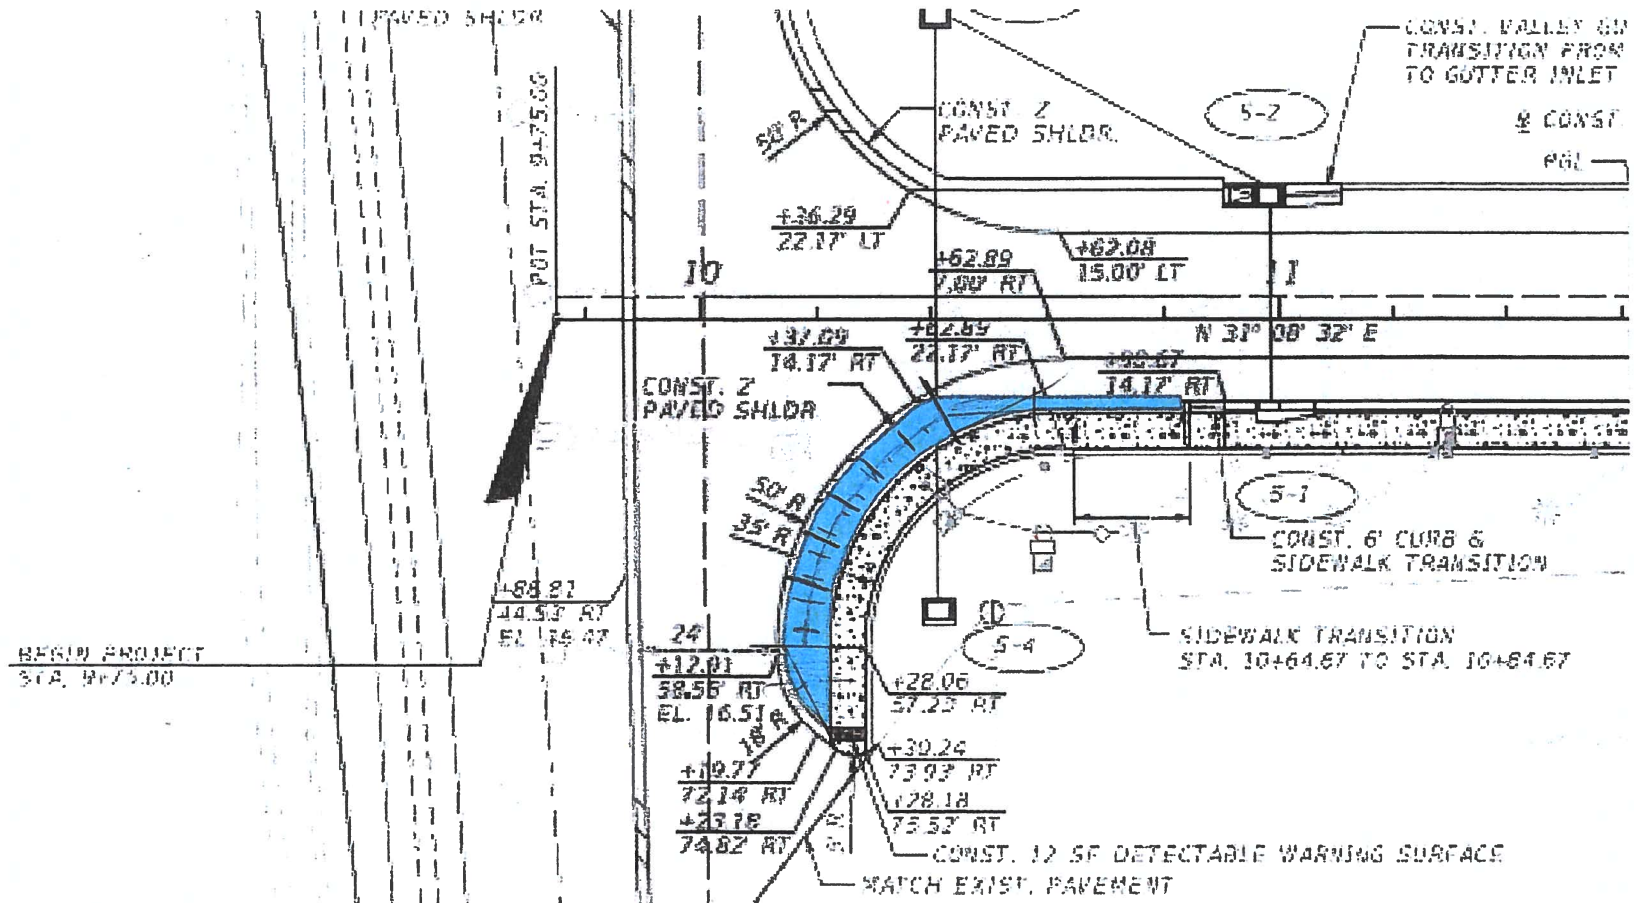 PAVED SHLDR
POT STA. 9+75.00
50' R
CONST. 2'
PAVED SHLDR.
5-2
CONST. VALLEY GU
TRANSITION FROM
TO GUTTER INLET
CONST.
PGL
+36.29
22.17' LT
+62.08
15.00' LT
+62.89
7.00' RT
10
11
N 31° 08' 32" E
+37.09
14.17' RT
+62.89
22.17' RT
14.17' RT
CONST. 2'
PAVED SHLDR
50' R
35' R
5-1
CONST. 6' CURB &
SIDEWALK TRANSITION
+88.81
44.53' RT
24'
+12.01
58.56' RT
EL. 16.51
18' R
5-4
SIDEWALK TRANSITION
STA. 10+64.67 TO STA. 10+84.67
BEGIN PROJECT
STA. 9+75.00
+28.06
57.23' RT
+19.77
72.14' RT
+23.18
74.82' RT
+30.24
73.93' RT
+28.18
75.52' RT
CONST. 12 SF DETECTABLE WARNING SURFACE
MATCH EXIST. PAVEMENT